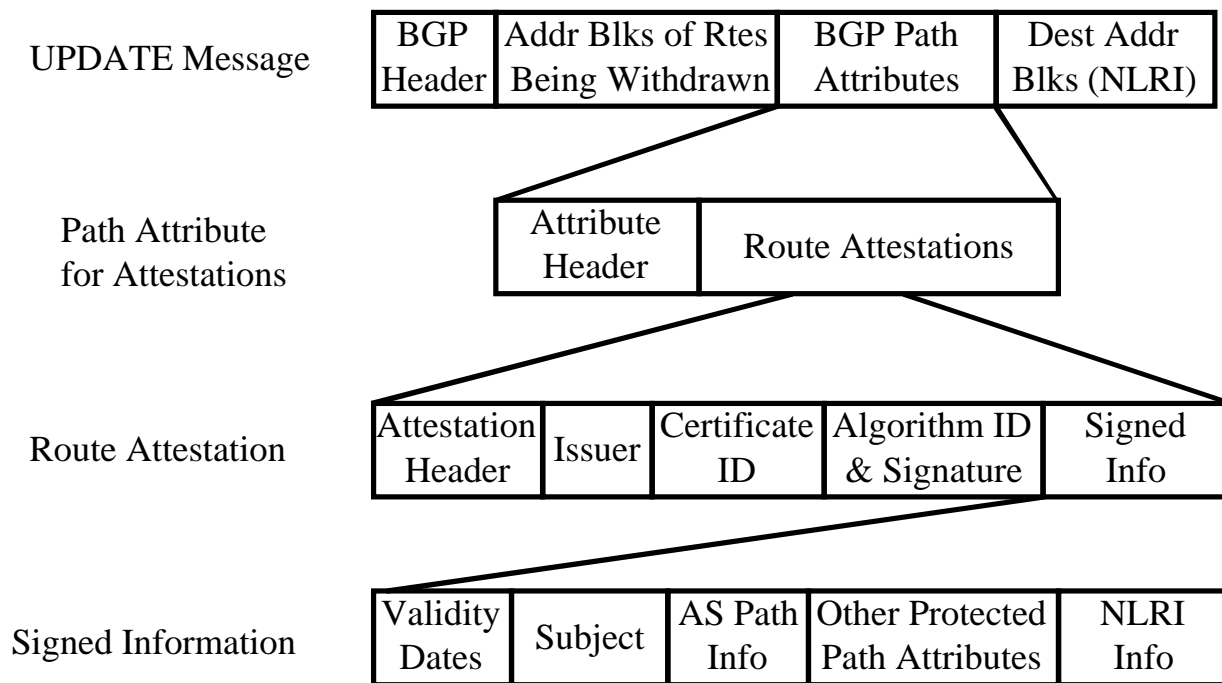 UPDATE Message
BGP
Header
Addr Blks of Rtes
Being Withdrawn
BGP Path
Attributes
Dest Addr
Blks (NLRI)
Path Attribute
for Attestations
Attribute
Header
Route Attestations
Route Attestation
Attestation
Header
Issuer
Certificate
ID
Algorithm ID
& Signature
Signed
Info
Signed Information
Validity
Dates
Subject
AS Path
Info
Other Protected
Path Attributes
NLRI
Info